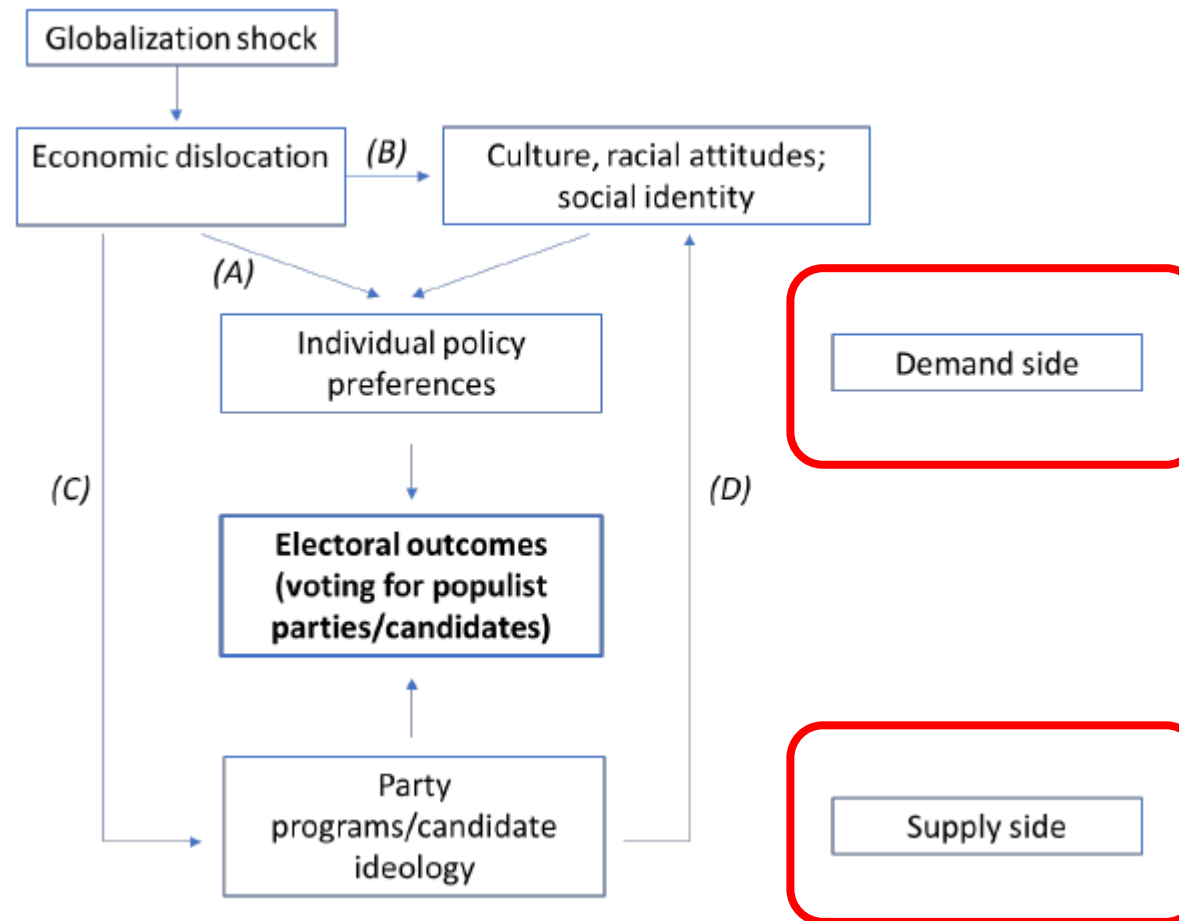 Globalization shock
Economic dislocation
(B)
Culture, racial attitudes;
social identity
(A)
Individual policy
preferences
Demand side
(C)
(D)
Electoral outcomes
(voting for populist
parties/candidates)
Party
programs/candidate
ideology
Supply side